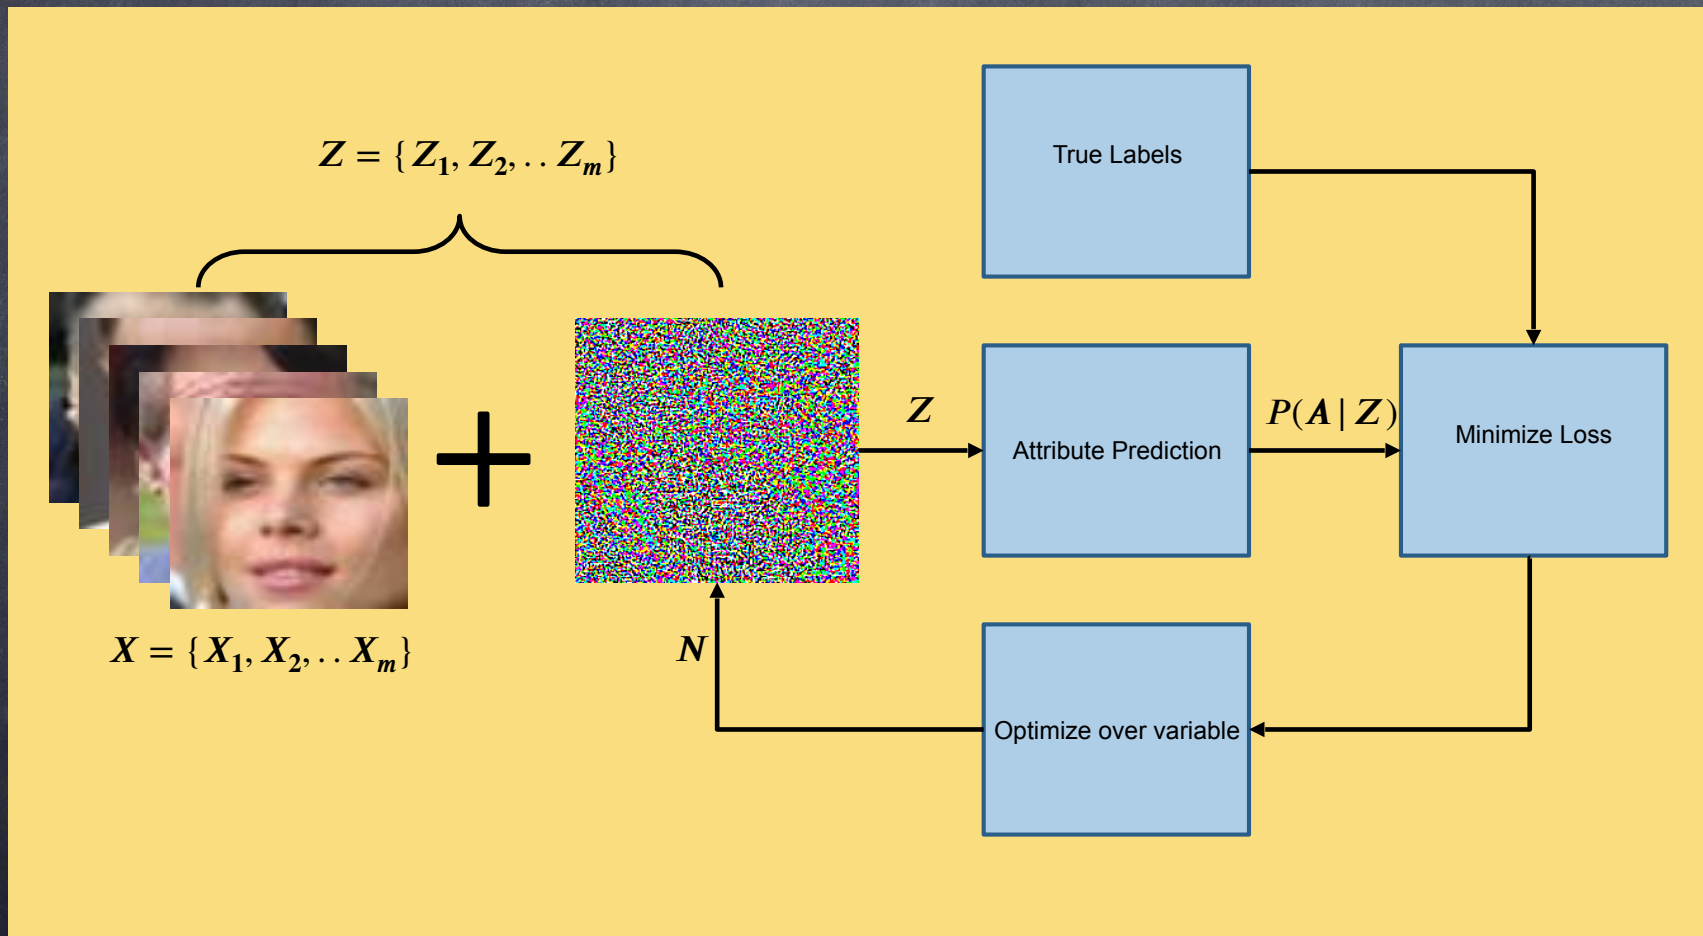 Z = {Z₁, Z₂, . . Zₘ}
True Labels
Z
Attribute Prediction
P(A | Z)
Minimize Loss
X = {X₁, X₂, . . Xₘ}
N
Optimize over variable